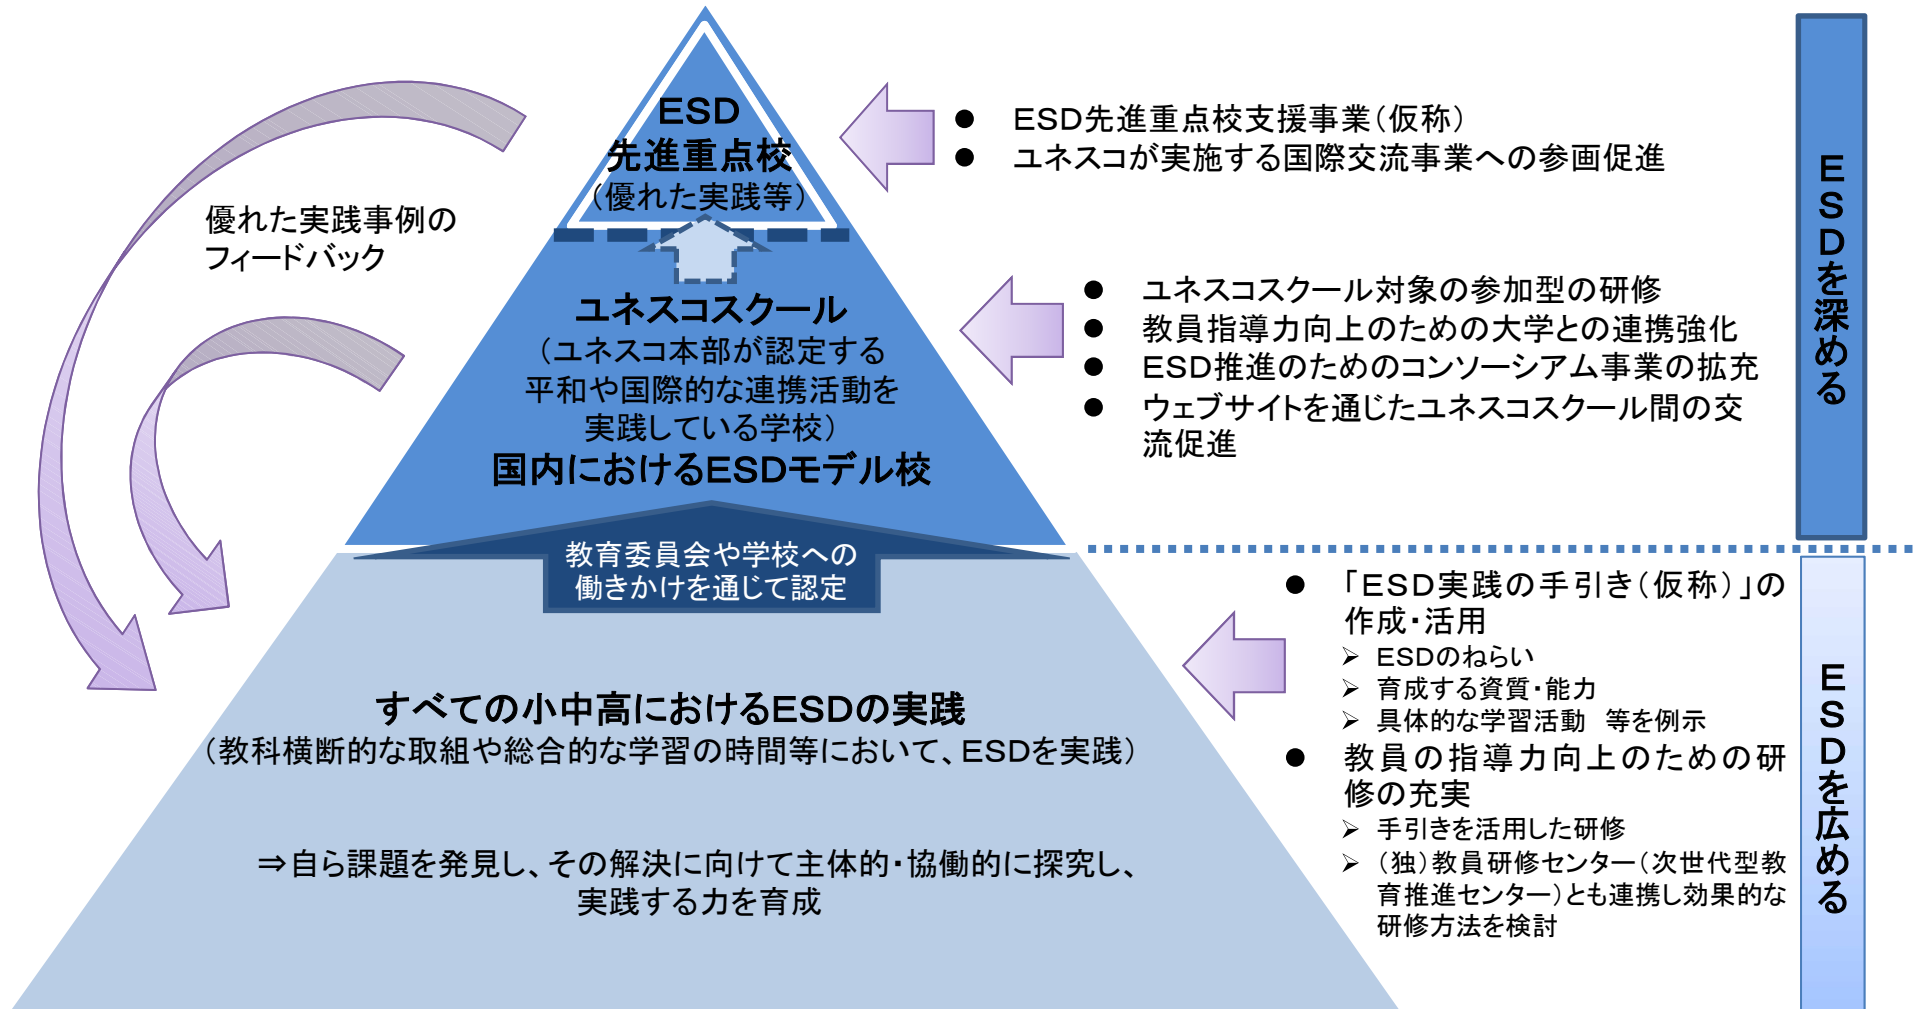 ESD
先進重点校
（優れた実践等）
● ESD先進重点校支援事業（仮称）
● ユネスコが実施する国際交流事業への参画促進
優れた実践事例の
フィードバック
ユネスコスクール
（ユネスコ本部が認定する
平和や国際的な連携活動を
実践している学校）
国内におけるESDモデル校
● ユネスコスクール対象の参加型の研修
● 教員指導力向上のための大学との連携強化
● ESD推進のためのコンソーシアム事業の拡充
● ウェブサイトを通じたユネスコスクール間の交
流促進
ESDを深める
教育委員会や学校への
働きかけを通じて認定
すべての小中高におけるESDの実践
（教科横断的な取組や総合的な学習の時間等において、ESDを実践）
⇒自ら課題を発見し、その解決に向けて主体的・協働的に探究し、
実践する力を育成
● 「ESD実践の手引き（仮称）」の
作成・活用
➢ ESDのねらい
➢ 育成する資質・能力
➢ 具体的な学習活動　等を例示
● 教員の指導力向上のための研
修の充実
➢ 手引きを活用した研修
➢ （独）教員研修センター（次世代型教
育推進センター）とも連携し効果的な
研修方法を検討
ESDを広める